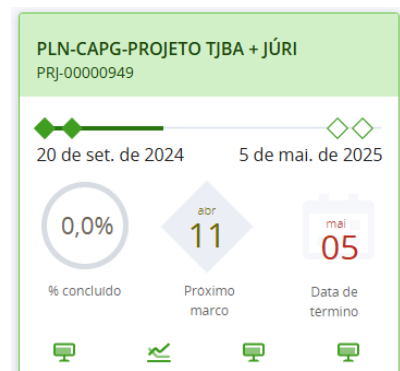 PLN-CAPG-PROJETO TJBA + JÚRI
PRJ-00000949
20 de set. de 2024 5 de mai. de 2025
0,0% abr 11 mai 05
% concluído Próximo marco Data de término